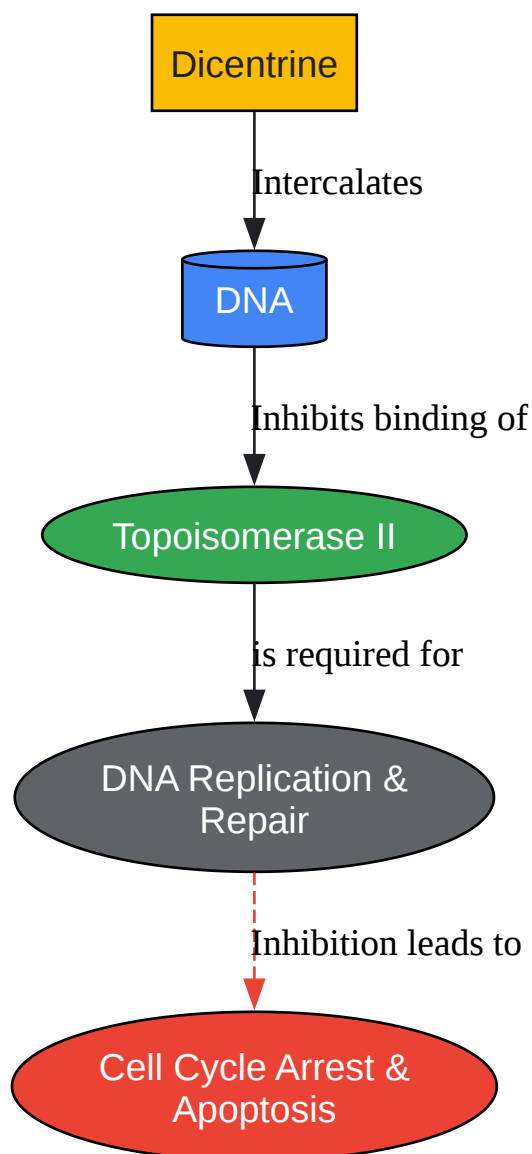 Dicentrine
Intercalates
DNA
Inhibits binding of
Topoisomerase II
is required for
DNA Replication &
Repair
Inhibition leads to
Cell Cycle Arrest &
Apoptosis